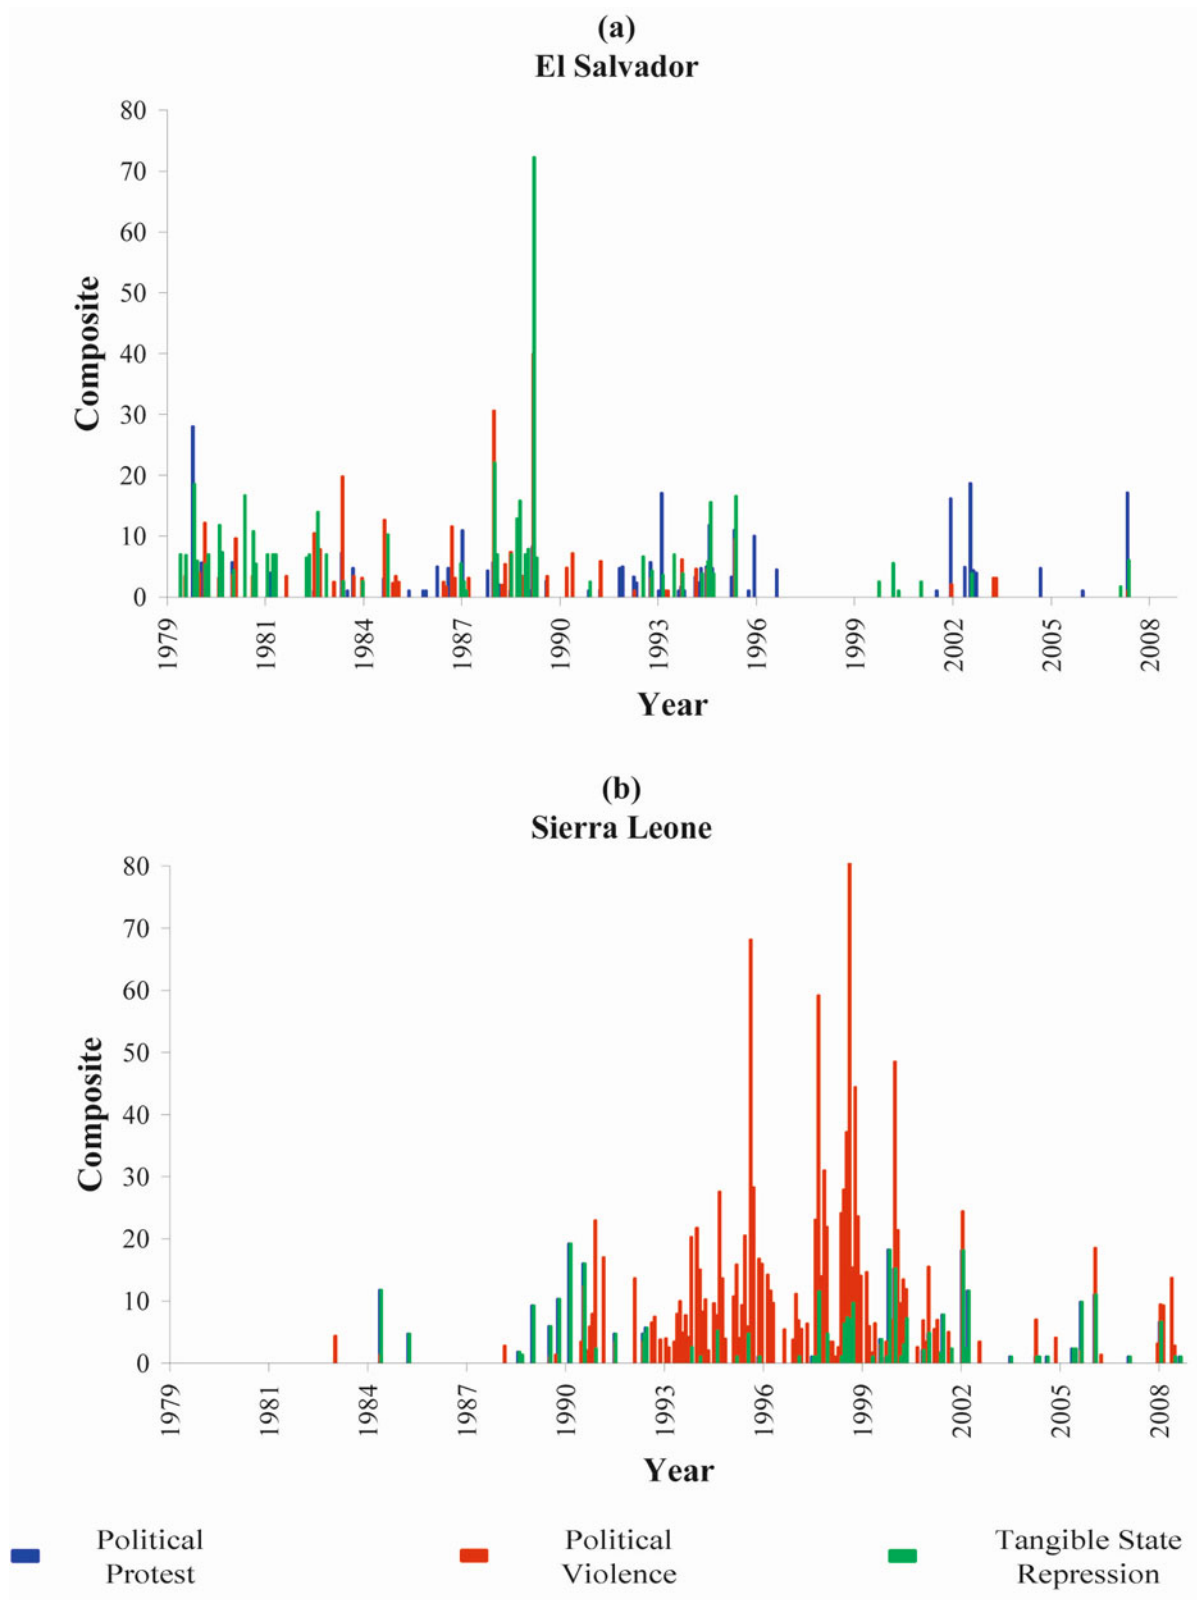 (a)
El Salvador
80
70
60
50
40
30
20
10
0
Composite
1979
1981
1984
1987
1990
1993
1996
1999
2002
2005
2008
Year
(b)
Sierra Leone
80
70
60
50
40
30
20
10
0
Composite
1979
1981
1984
1987
1990
1993
1996
1999
2002
2005
2008
Year
Political
Protest
Political
Violence
Tangible State
Repression